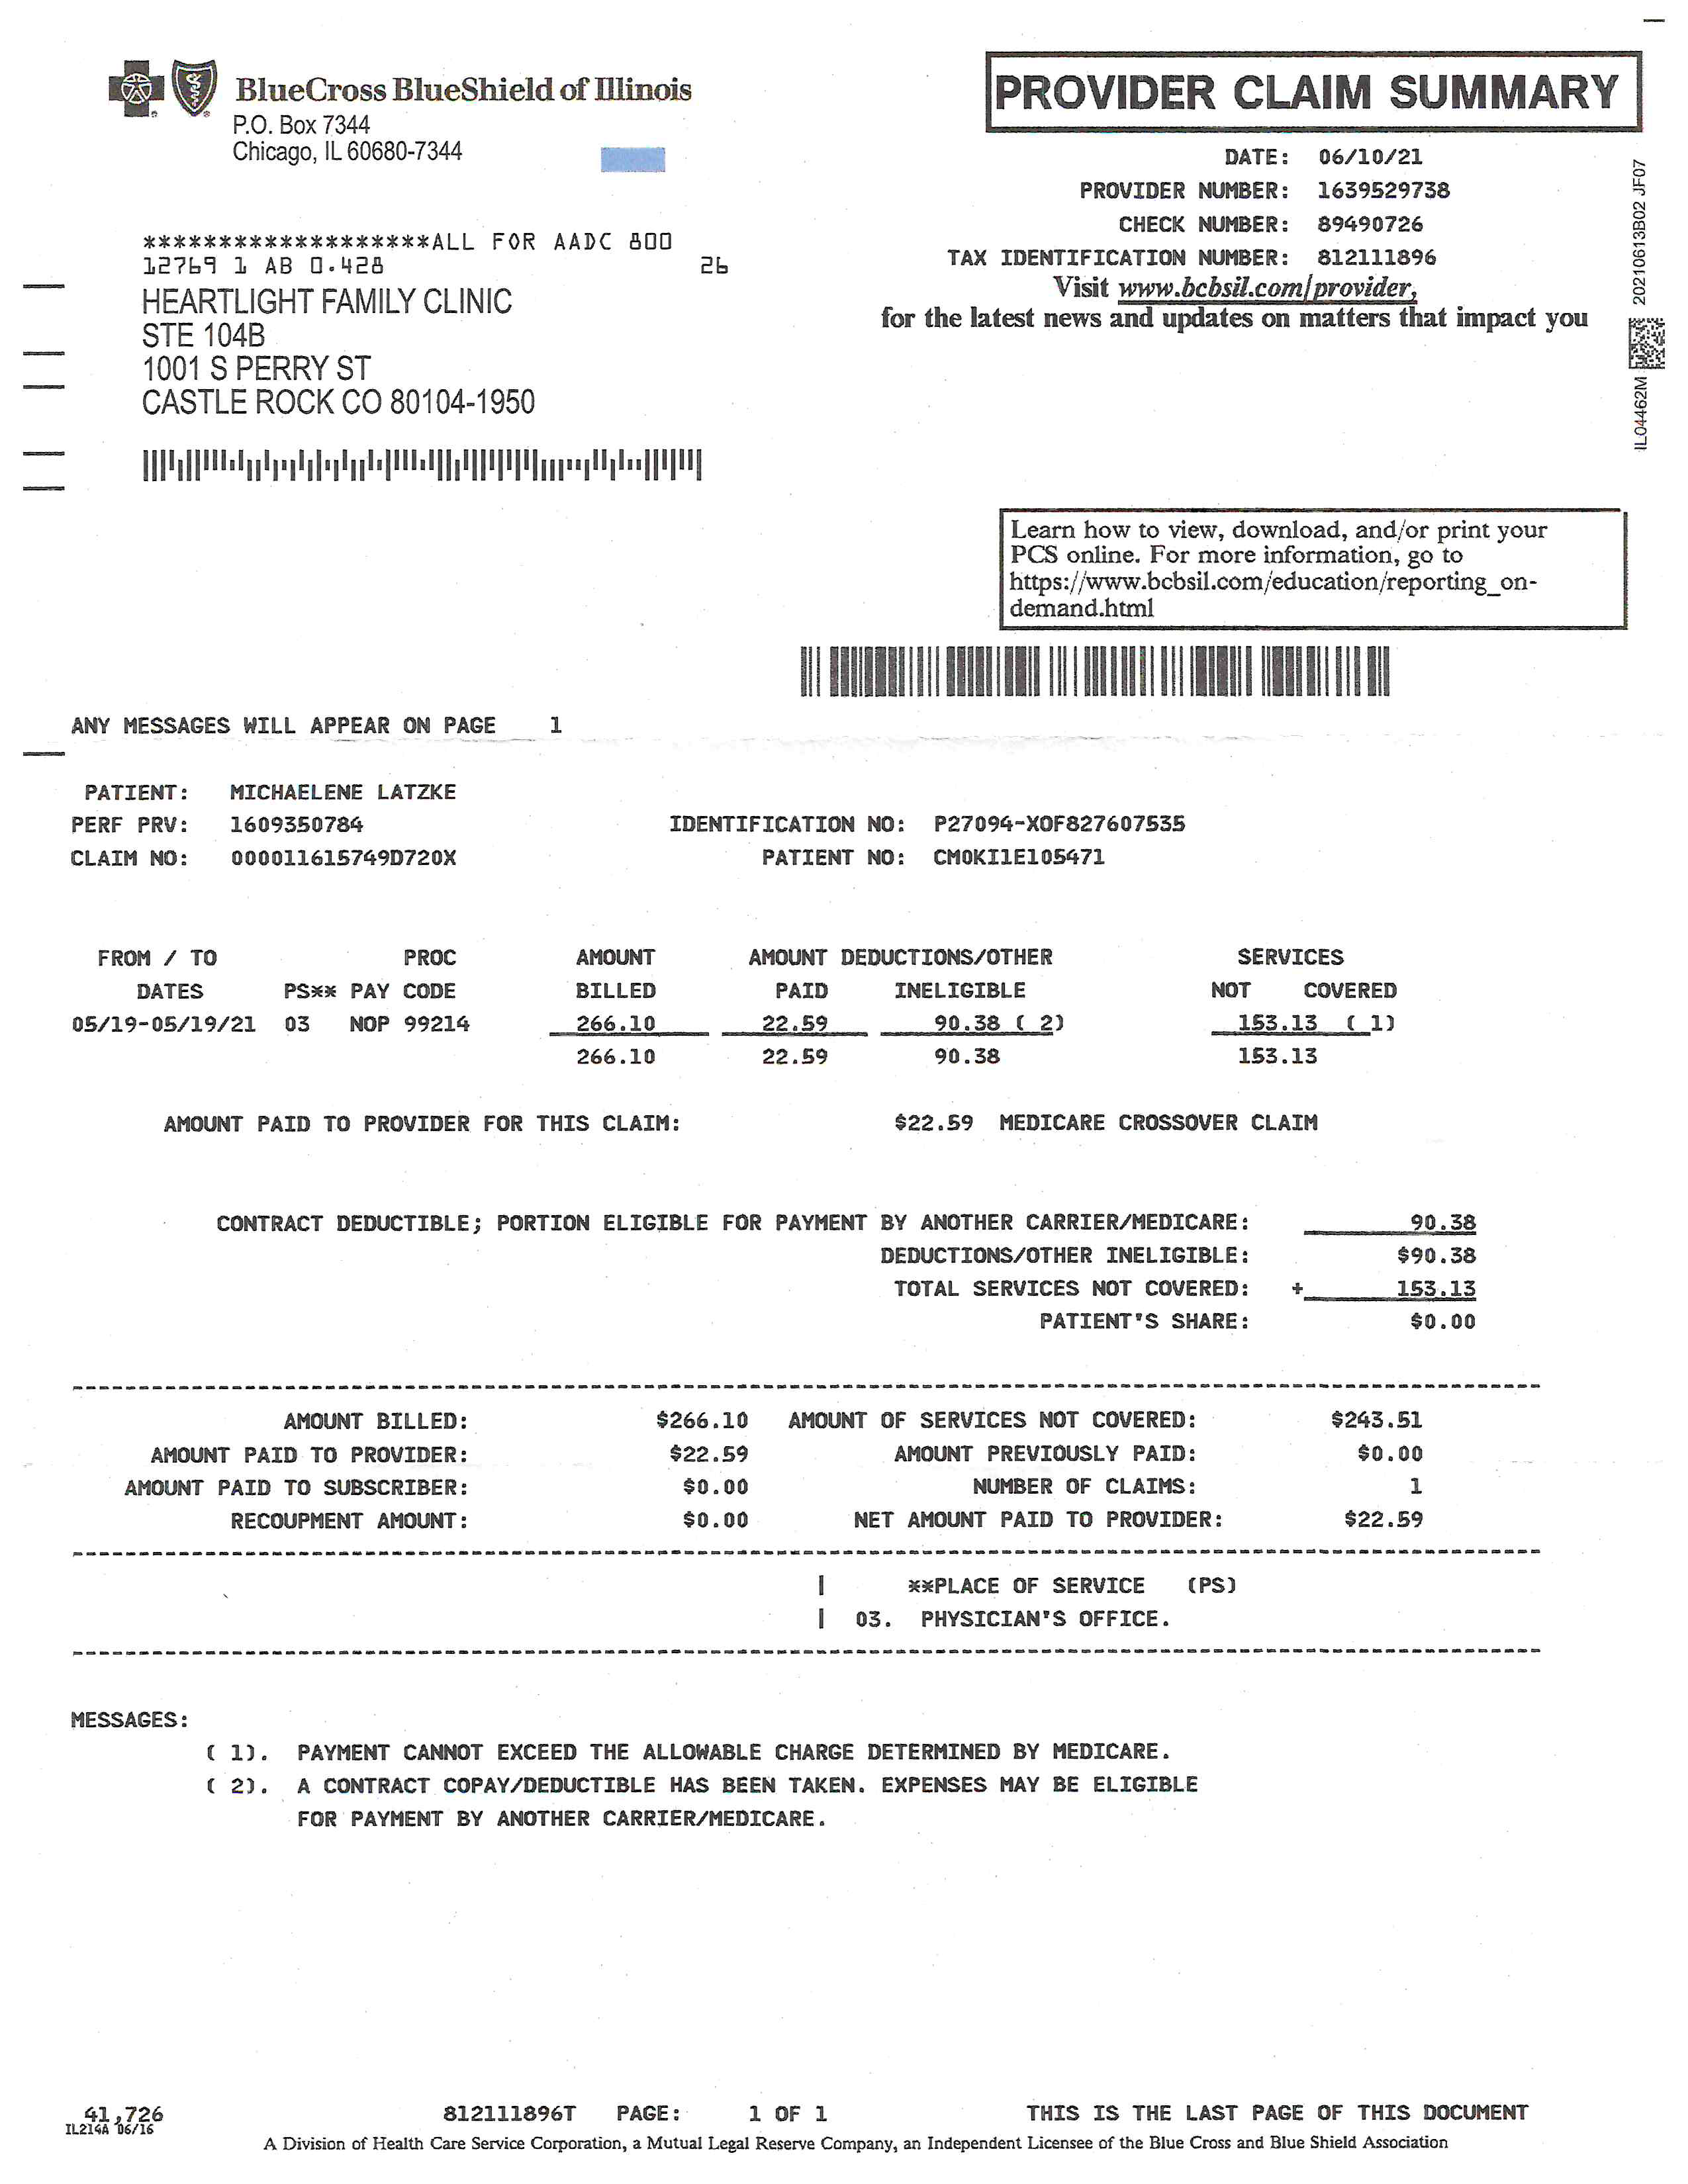 BlueCross BlueShield of Illinois
P.O. Box 7344
Chicago, IL 60680-7344
PROVIDER CLAIM SUMMARY
DATE: 06/10/21
PROVIDER NUMBER: 1639529738
CHECK NUMBER: 89490726
TAX IDENTIFICATION NUMBER: 812111896
Visit www.bcbsil.com/provider,
for the latest news and updates on matters that impact you
*******************ALL FOR AADC 800
12769 1 AB 0.428 26
HEARTLIGHT FAMILY CLINIC
STE 104B
1001 S PERRY ST
CASTLE ROCK CO 80104-1950
IL04462M 20210613B02 JF07
Learn how to view, download, and/or print your
PCS online. For more information, go to
https://www.bcbsil.com/education/reporting_on-
demand.html
ANY MESSAGES WILL APPEAR ON PAGE 1
PATIENT: MICHAELENE LATZKE
PERF PRV: 1609350784 IDENTIFICATION NO: P27094-XOF827607535
CLAIM NO: 000011615749D720X PATIENT NO: CM0KI1E105471
FROM / TO PROC AMOUNT AMOUNT DEDUCTIONS/OTHER SERVICES
DATES PS** PAY CODE BILLED PAID INELIGIBLE NOT COVERED
05/19-05/19/21 03 NOP 99214 266.10 22.59 90.38 ( 2) 153.13 ( 1)
266.10 22.59 90.38 153.13
AMOUNT PAID TO PROVIDER FOR THIS CLAIM: $22.59 MEDICARE CROSSOVER CLAIM
CONTRACT DEDUCTIBLE; PORTION ELIGIBLE FOR PAYMENT BY ANOTHER CARRIER/MEDICARE: 90.38
DEDUCTIONS/OTHER INELIGIBLE: $90.38
TOTAL SERVICES NOT COVERED: + 153.13
PATIENT'S SHARE: $0.00
AMOUNT BILLED: $266.10 AMOUNT OF SERVICES NOT COVERED: $243.51
AMOUNT PAID TO PROVIDER: $22.59 AMOUNT PREVIOUSLY PAID: $0.00
AMOUNT PAID TO SUBSCRIBER: $0.00 NUMBER OF CLAIMS: 1
RECOUPMENT AMOUNT: $0.00 NET AMOUNT PAID TO PROVIDER: $22.59
| **PLACE OF SERVICE (PS)
| 03. PHYSICIAN'S OFFICE.
MESSAGES:
( 1). PAYMENT CANNOT EXCEED THE ALLOWABLE CHARGE DETERMINED BY MEDICARE.
( 2). A CONTRACT COPAY/DEDUCTIBLE HAS BEEN TAKEN. EXPENSES MAY BE ELIGIBLE
FOR PAYMENT BY ANOTHER CARRIER/MEDICARE.
41,726 812111896T PAGE: 1 OF 1 THIS IS THE LAST PAGE OF THIS DOCUMENT
IL214A 06/16
A Division of Health Care Service Corporation, a Mutual Legal Reserve Company, an Independent Licensee of the Blue Cross and Blue Shield Association